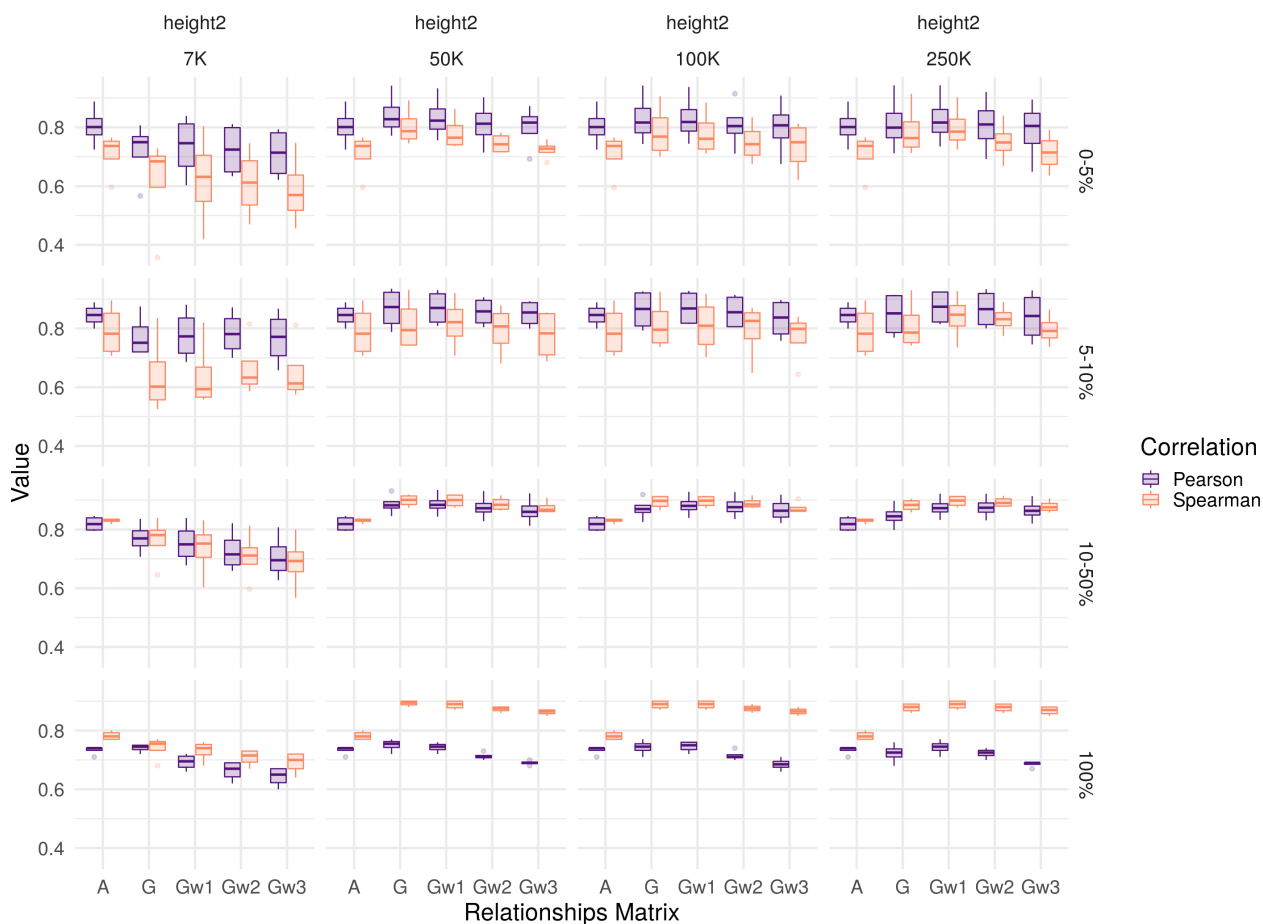 height2 height2 height2 height2
7K 50K 100K 250K
0.8
0.6
0.4
0-5%
0.8
0.6
0.4
5-10%
0.8
0.6
0.4
10-50%
0.8
0.6
0.4
100%
Value
A G Gw1 Gw2 Gw3 A G Gw1 Gw2 Gw3 A G Gw1 Gw2 Gw3 A G Gw1 Gw2 Gw3
Relationships Matrix
Correlation
Pearson
Spearman